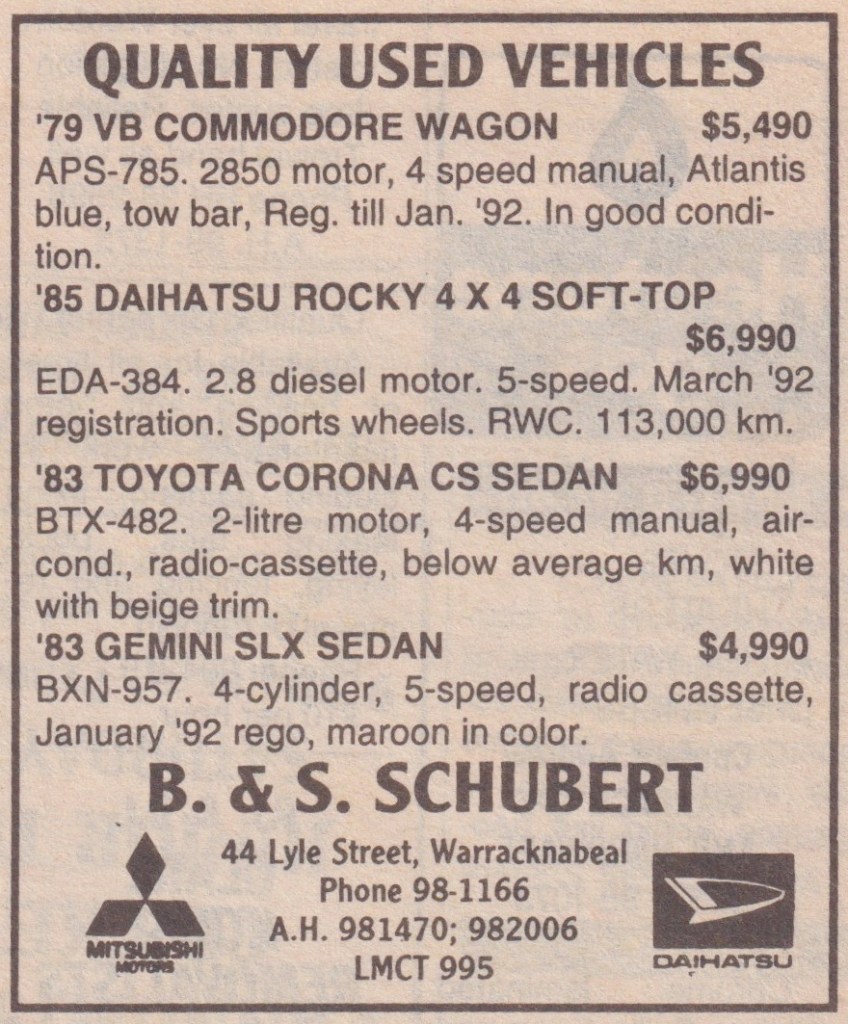 QUALITY USED VEHICLES
'79 VB COMMODORE WAGON $5,490
APS-785. 2850 motor, 4 speed manual, Atlantis
blue, tow bar, Reg. till Jan. '92. In good condi-
tion.
'85 DAIHATSU ROCKY 4 X 4 SOFT-TOP
$6,990
EDA-384. 2.8 diesel motor. 5-speed. March '92
registration. Sports wheels. RWC. 113,000 km.
'83 TOYOTA CORONA CS SEDAN $6,990
BTX-482. 2-litre motor, 4-speed manual, air-
cond., radio-cassette, below average km, white
with beige trim.
'83 GEMINI SLX SEDAN $4,990
BXN-957. 4-cylinder, 5-speed, radio cassette,
January '92 rego, maroon in color.
B. & S. SCHUBERT
44 Lyle Street, Warracknabeal
Phone 98-1166
A.H. 981470; 982006
LMCT 995
MITSUBISHI
MOTORS
DAIHATSU